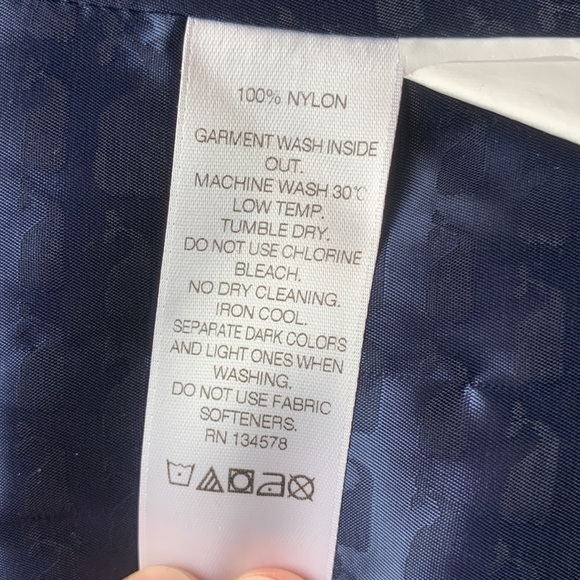 100% NYLON
GARMENT WASH INSIDE
OUT.
MACHINE WASH 30°C
LOW TEMP.
TUMBLE DRY.
DO NOT USE CHLORINE
BLEACH.
NO DRY CLEANING.
IRON COOL.
SEPARATE DARK COLORS
AND LIGHT ONES WHEN
WASHING.
DO NOT USE FABRIC
SOFTENERS.
RN 134578